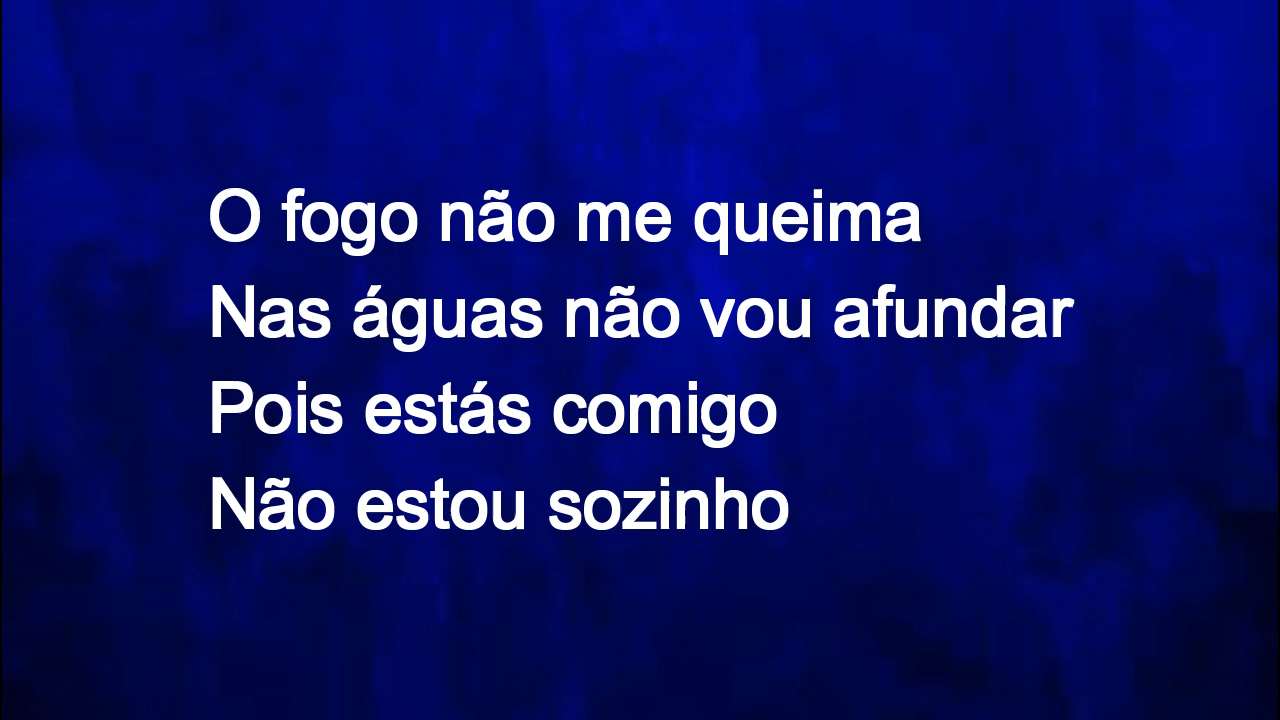 O fogo não me queima
Nas águas não vou afundar
Pois estás comigo
Não estou sozinho